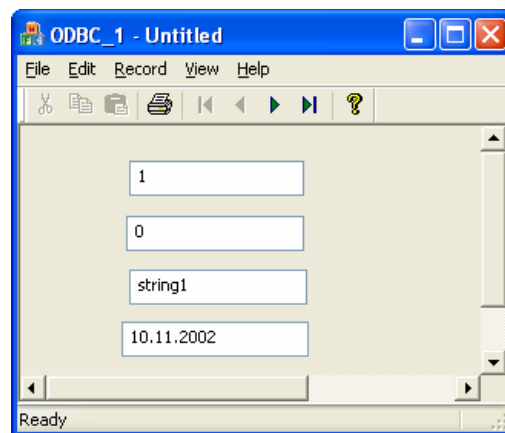 ODBC_1 - Untitled
File Edit Record View Help
1
0
string1
10.11.2002
Ready